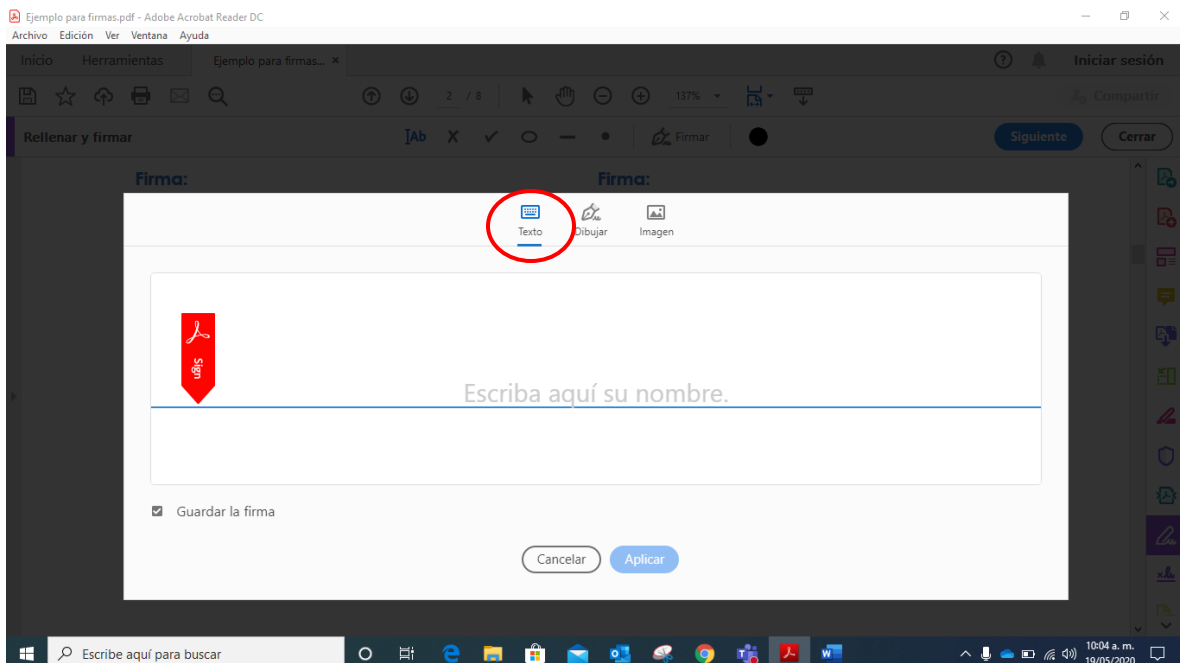 Ejemplo para firmas.pdf - Adobe Acrobat Reader DC
Archivo Edición Ver Ventana Ayuda
Inicio Herramientas Ejemplo para firmas... × Iniciar sesión
2 / 8 137% Compartir
Rellenar y firmar Ab Firmar Siguiente Cerrar
Firma: Firma:
Texto Dibujar Imagen
Sign
Escriba aquí su nombre.
Guardar la firma
Cancelar Aplicar
Escribe aquí para buscar 10:04 a. m.
19/05/2020